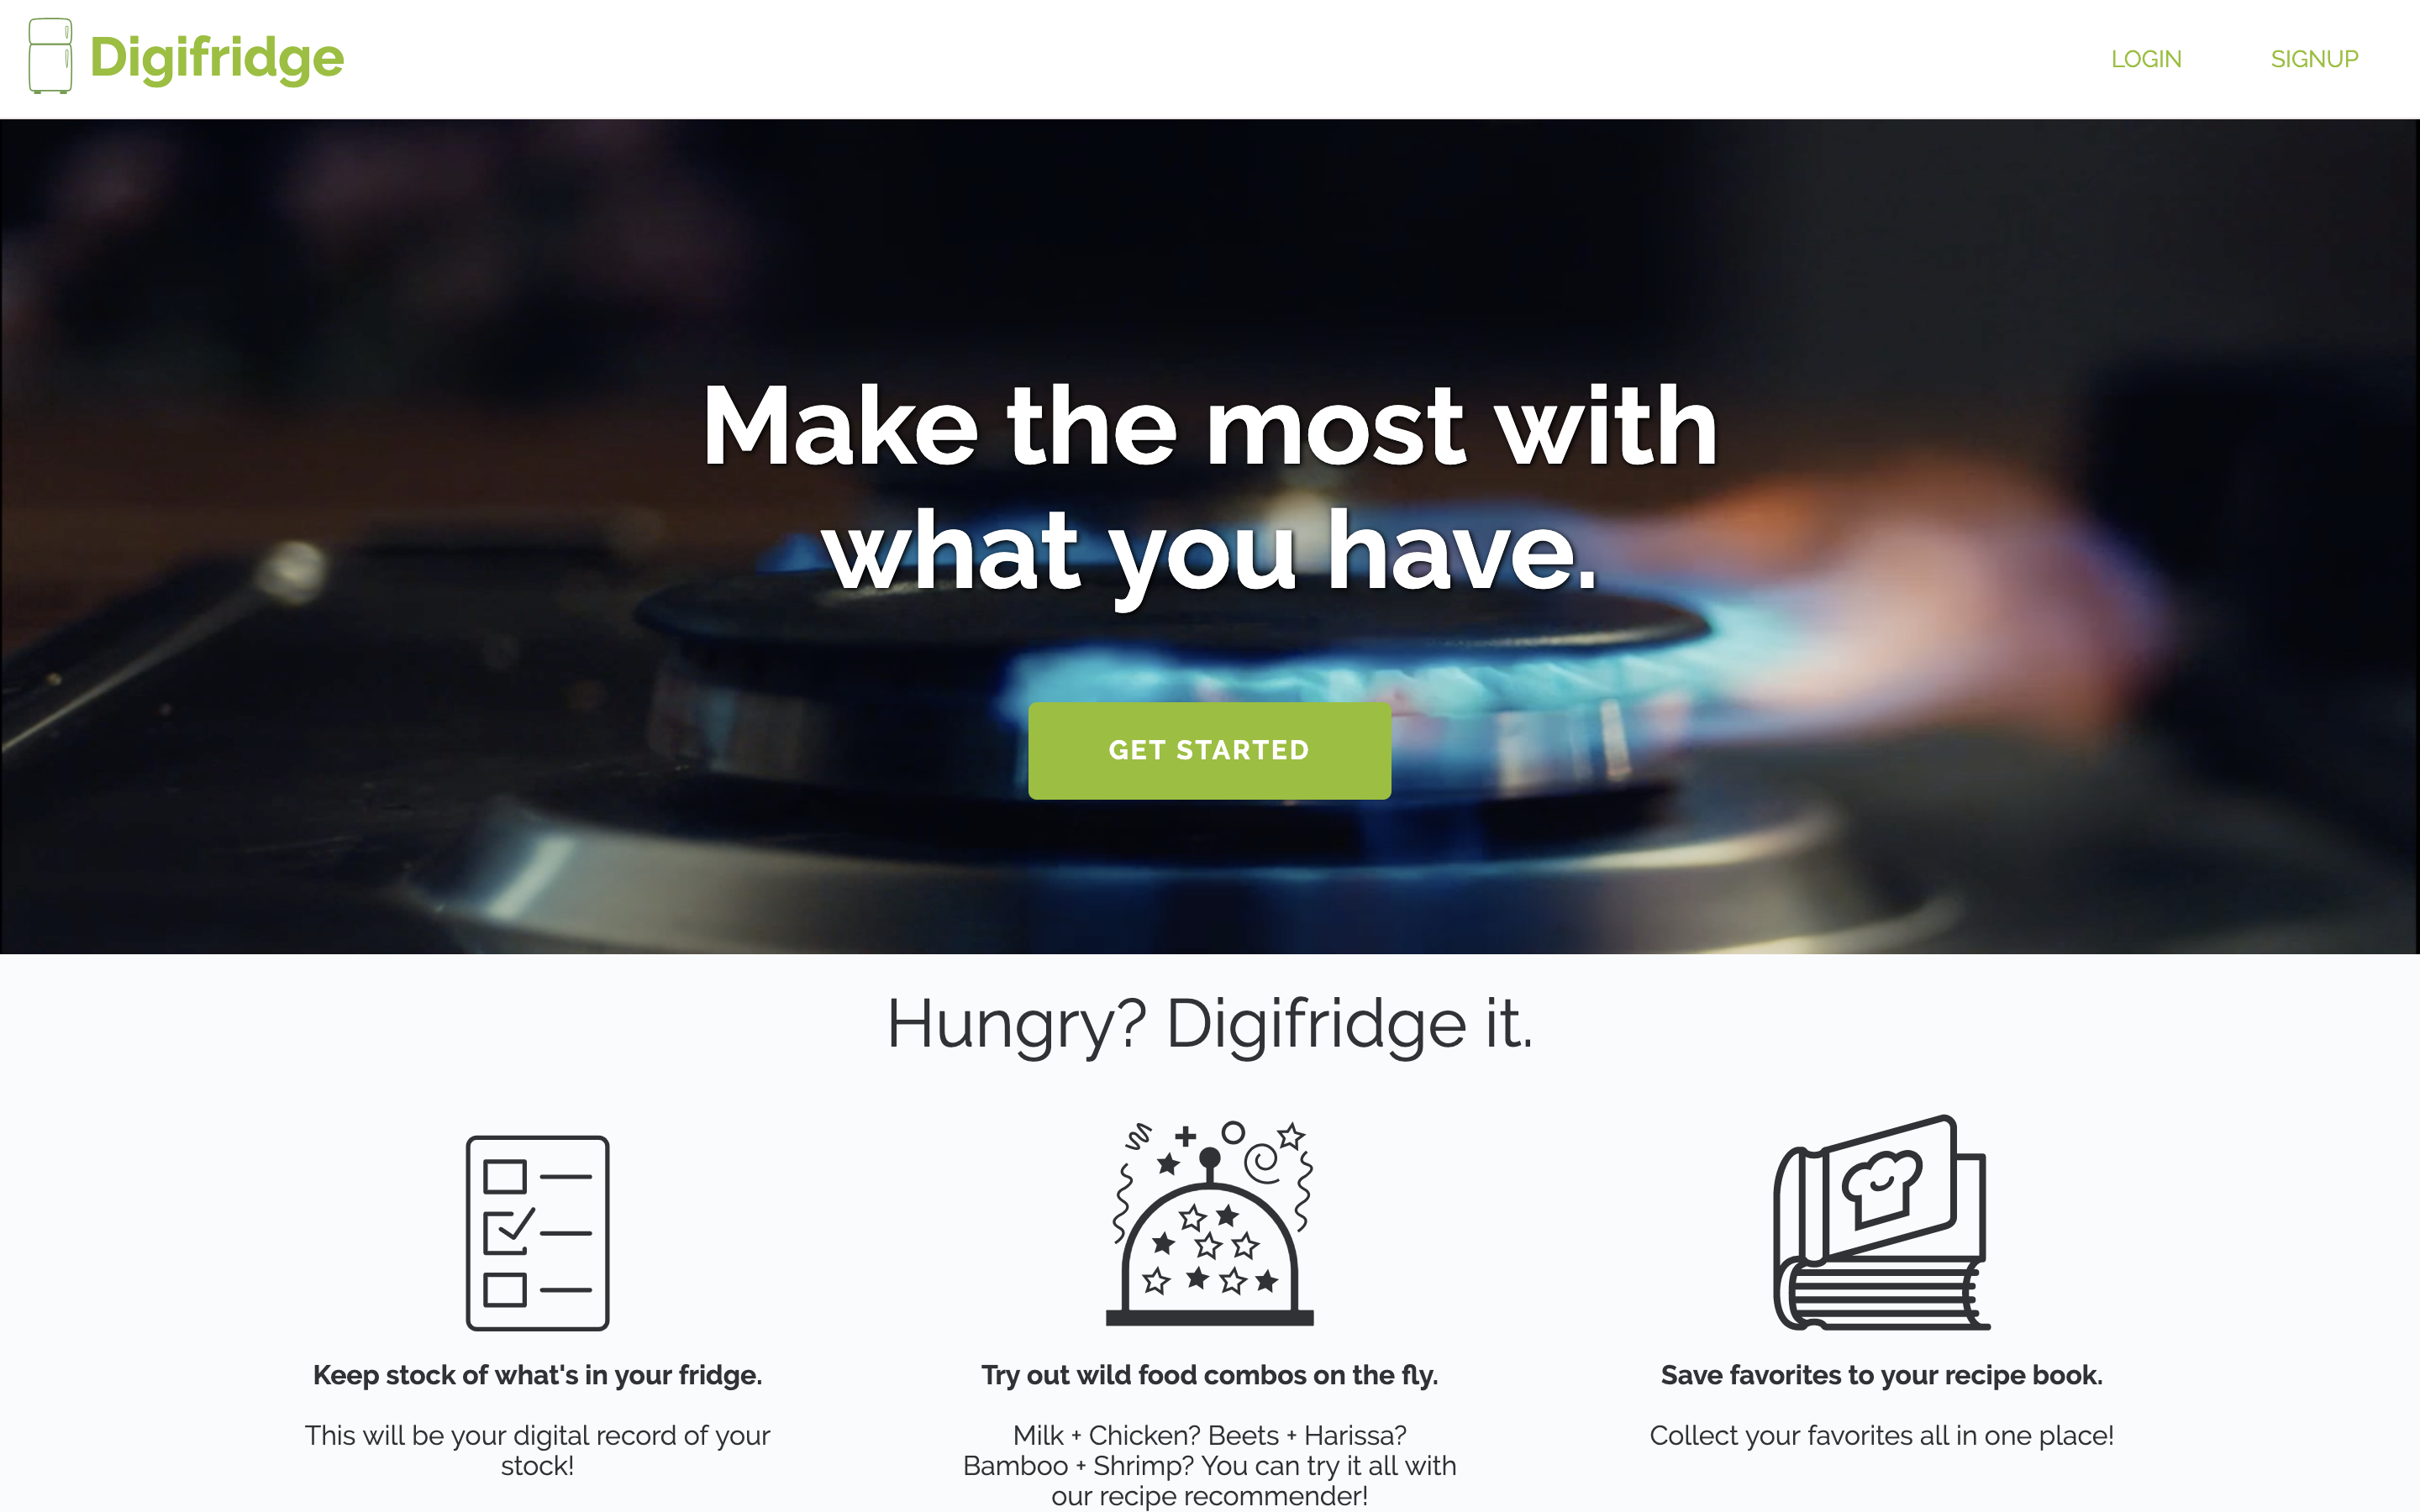 Digifridge
LOGIN
SIGNUP
Make the most with
what you have.
GET STARTED
Hungry? Digifridge it.
Keep stock of what's in your fridge.
This will be your digital record of your
stock!
Try out wild food combos on the fly.
Milk + Chicken? Beets + Harissa?
Bamboo + Shrimp? You can try it all with
our recipe recommender!
Save favorites to your recipe book.
Collect your favorites all in one place!